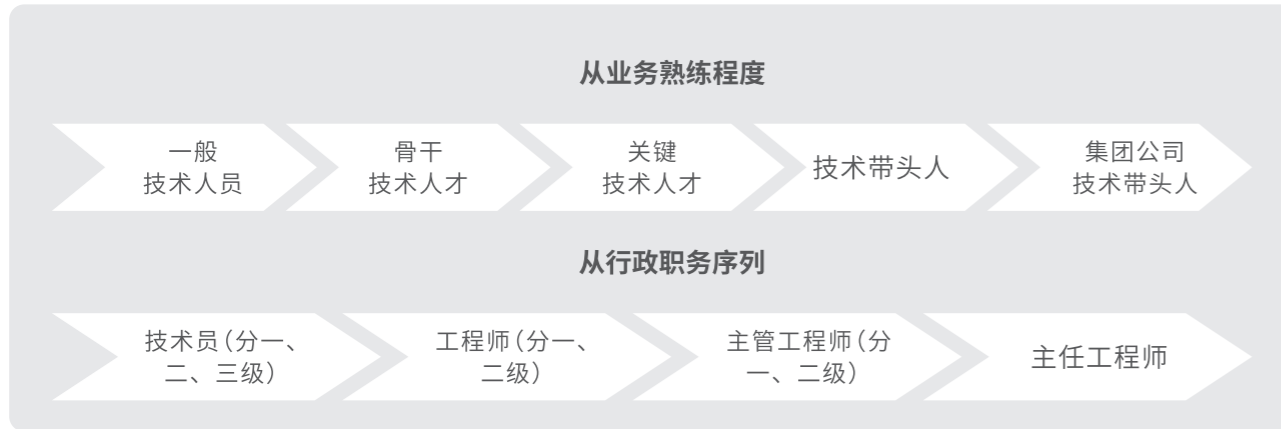 从业务熟练程度
一般
技术人员
骨干
技术人才
关键
技术人才
技术带头人
集团公司
技术带头人
从行政职务序列
技术员(分一、
二、三级)
工程师(分一、
二级)
主管工程师(分
一、二级)
主任工程师